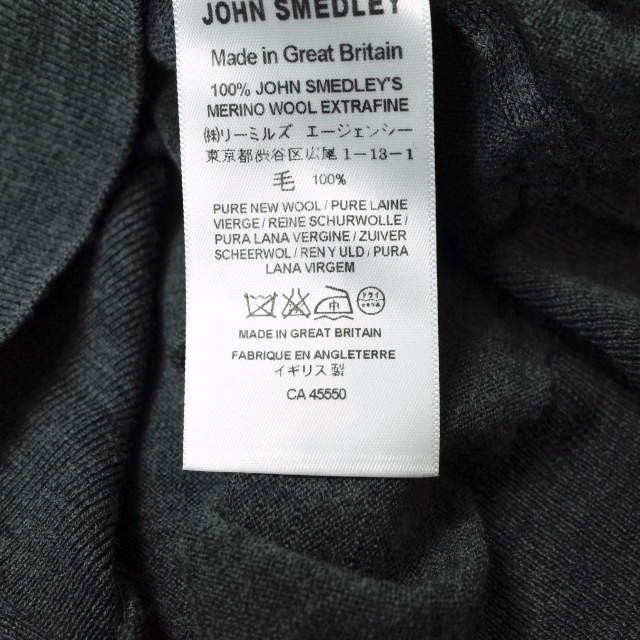 JOHN SMEDLEY
Made in Great Britain
100% JOHN SMEDLEY'S
MERINO WOOL EXTRAFINE
㈱リーミルズ エージェンシー
東京都渋谷区広尾 1-13-1
毛 100%
PURE NEW WOOL / PURE LAINE
VIERGE / REINE SCHURWOLLE /
PURA LANA VERGINE / ZUIVER
SCHEERWOL / REN Y ULD / PURA
LANA VIRGEM
ドライ
MADE IN GREAT BRITAIN
FABRIQUE EN ANGLETERRE
イギリス製
CA 45550